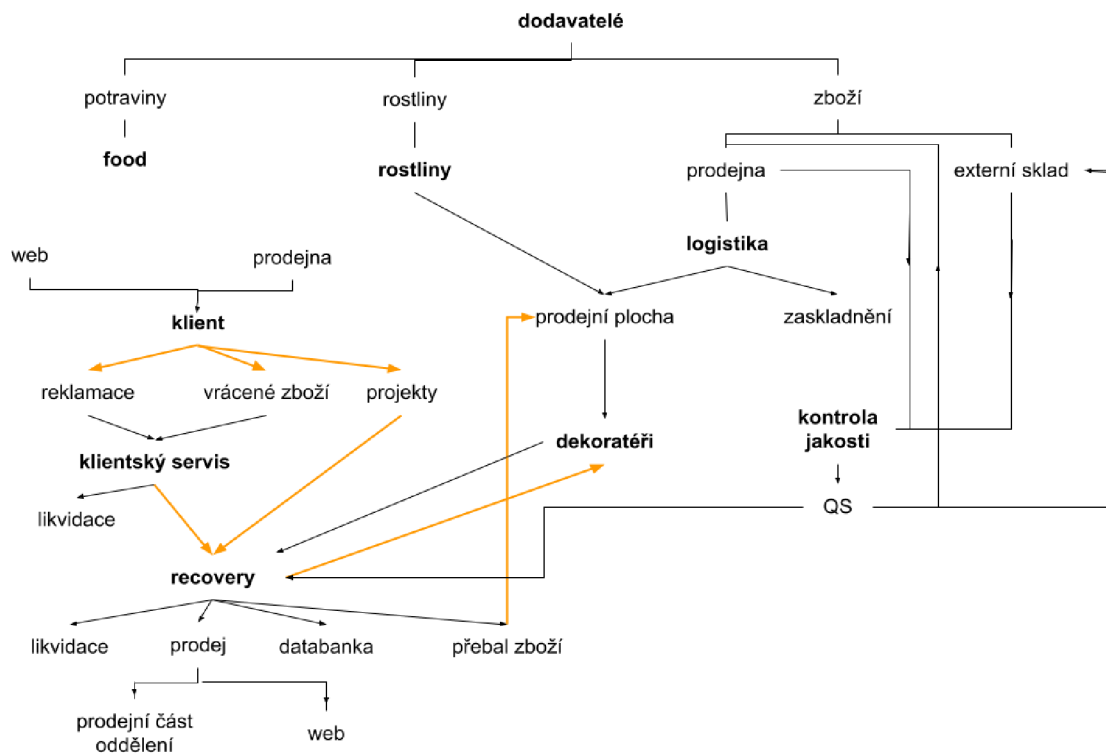 dodavatelé
potraviny
rostliny
zboží
food
rostliny
prodejna
externí sklad
logistika
web
prodejna
klient
prodejní plocha
zaskladnění
reklamace
vrácené zboží
projekty
kontrola
jakosti
dekoratéři
klientský servis
likvidace
QS
recovery
likvidace
prodej
databanka
přebal zboží
prodejní část
oddělení
web